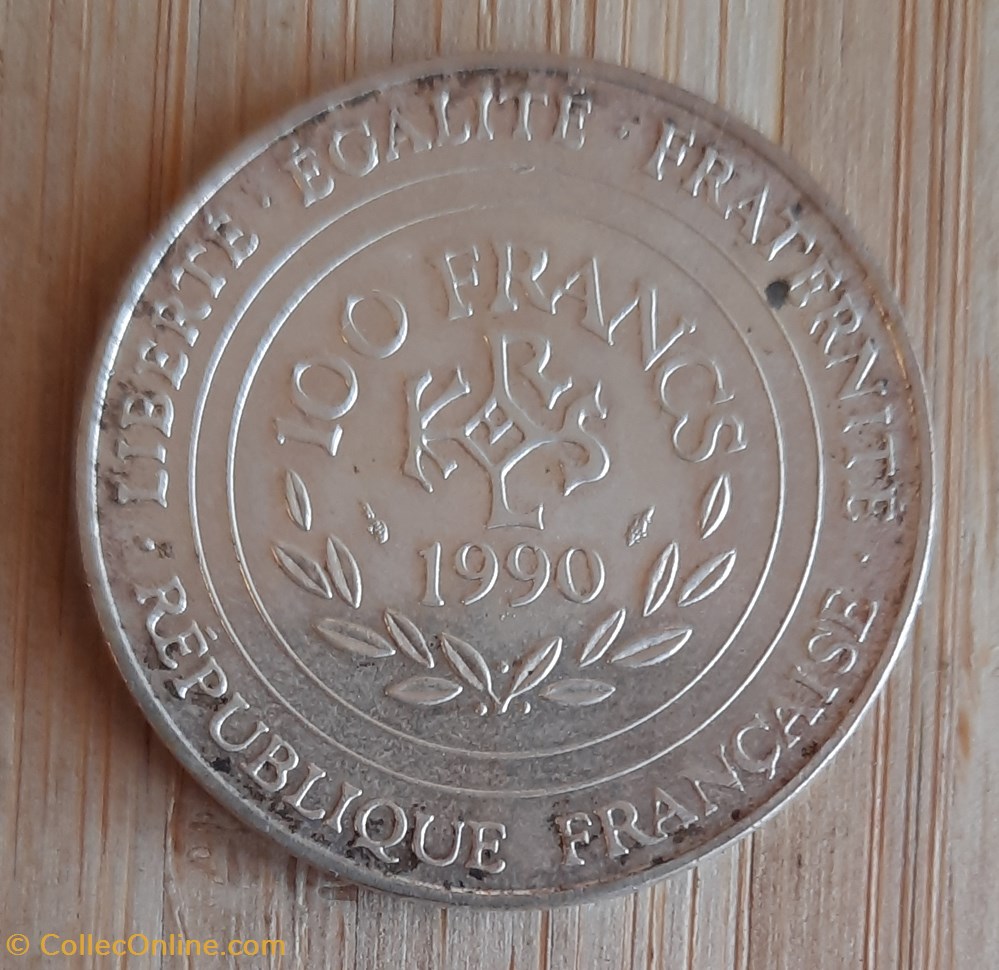 LIBERTÉ · ÉGALITÉ · FRATERNITÉ ·
RÉPUBLIQUE FRANÇAISE ·
100 FRANCS
1990
© CollecOnline.com